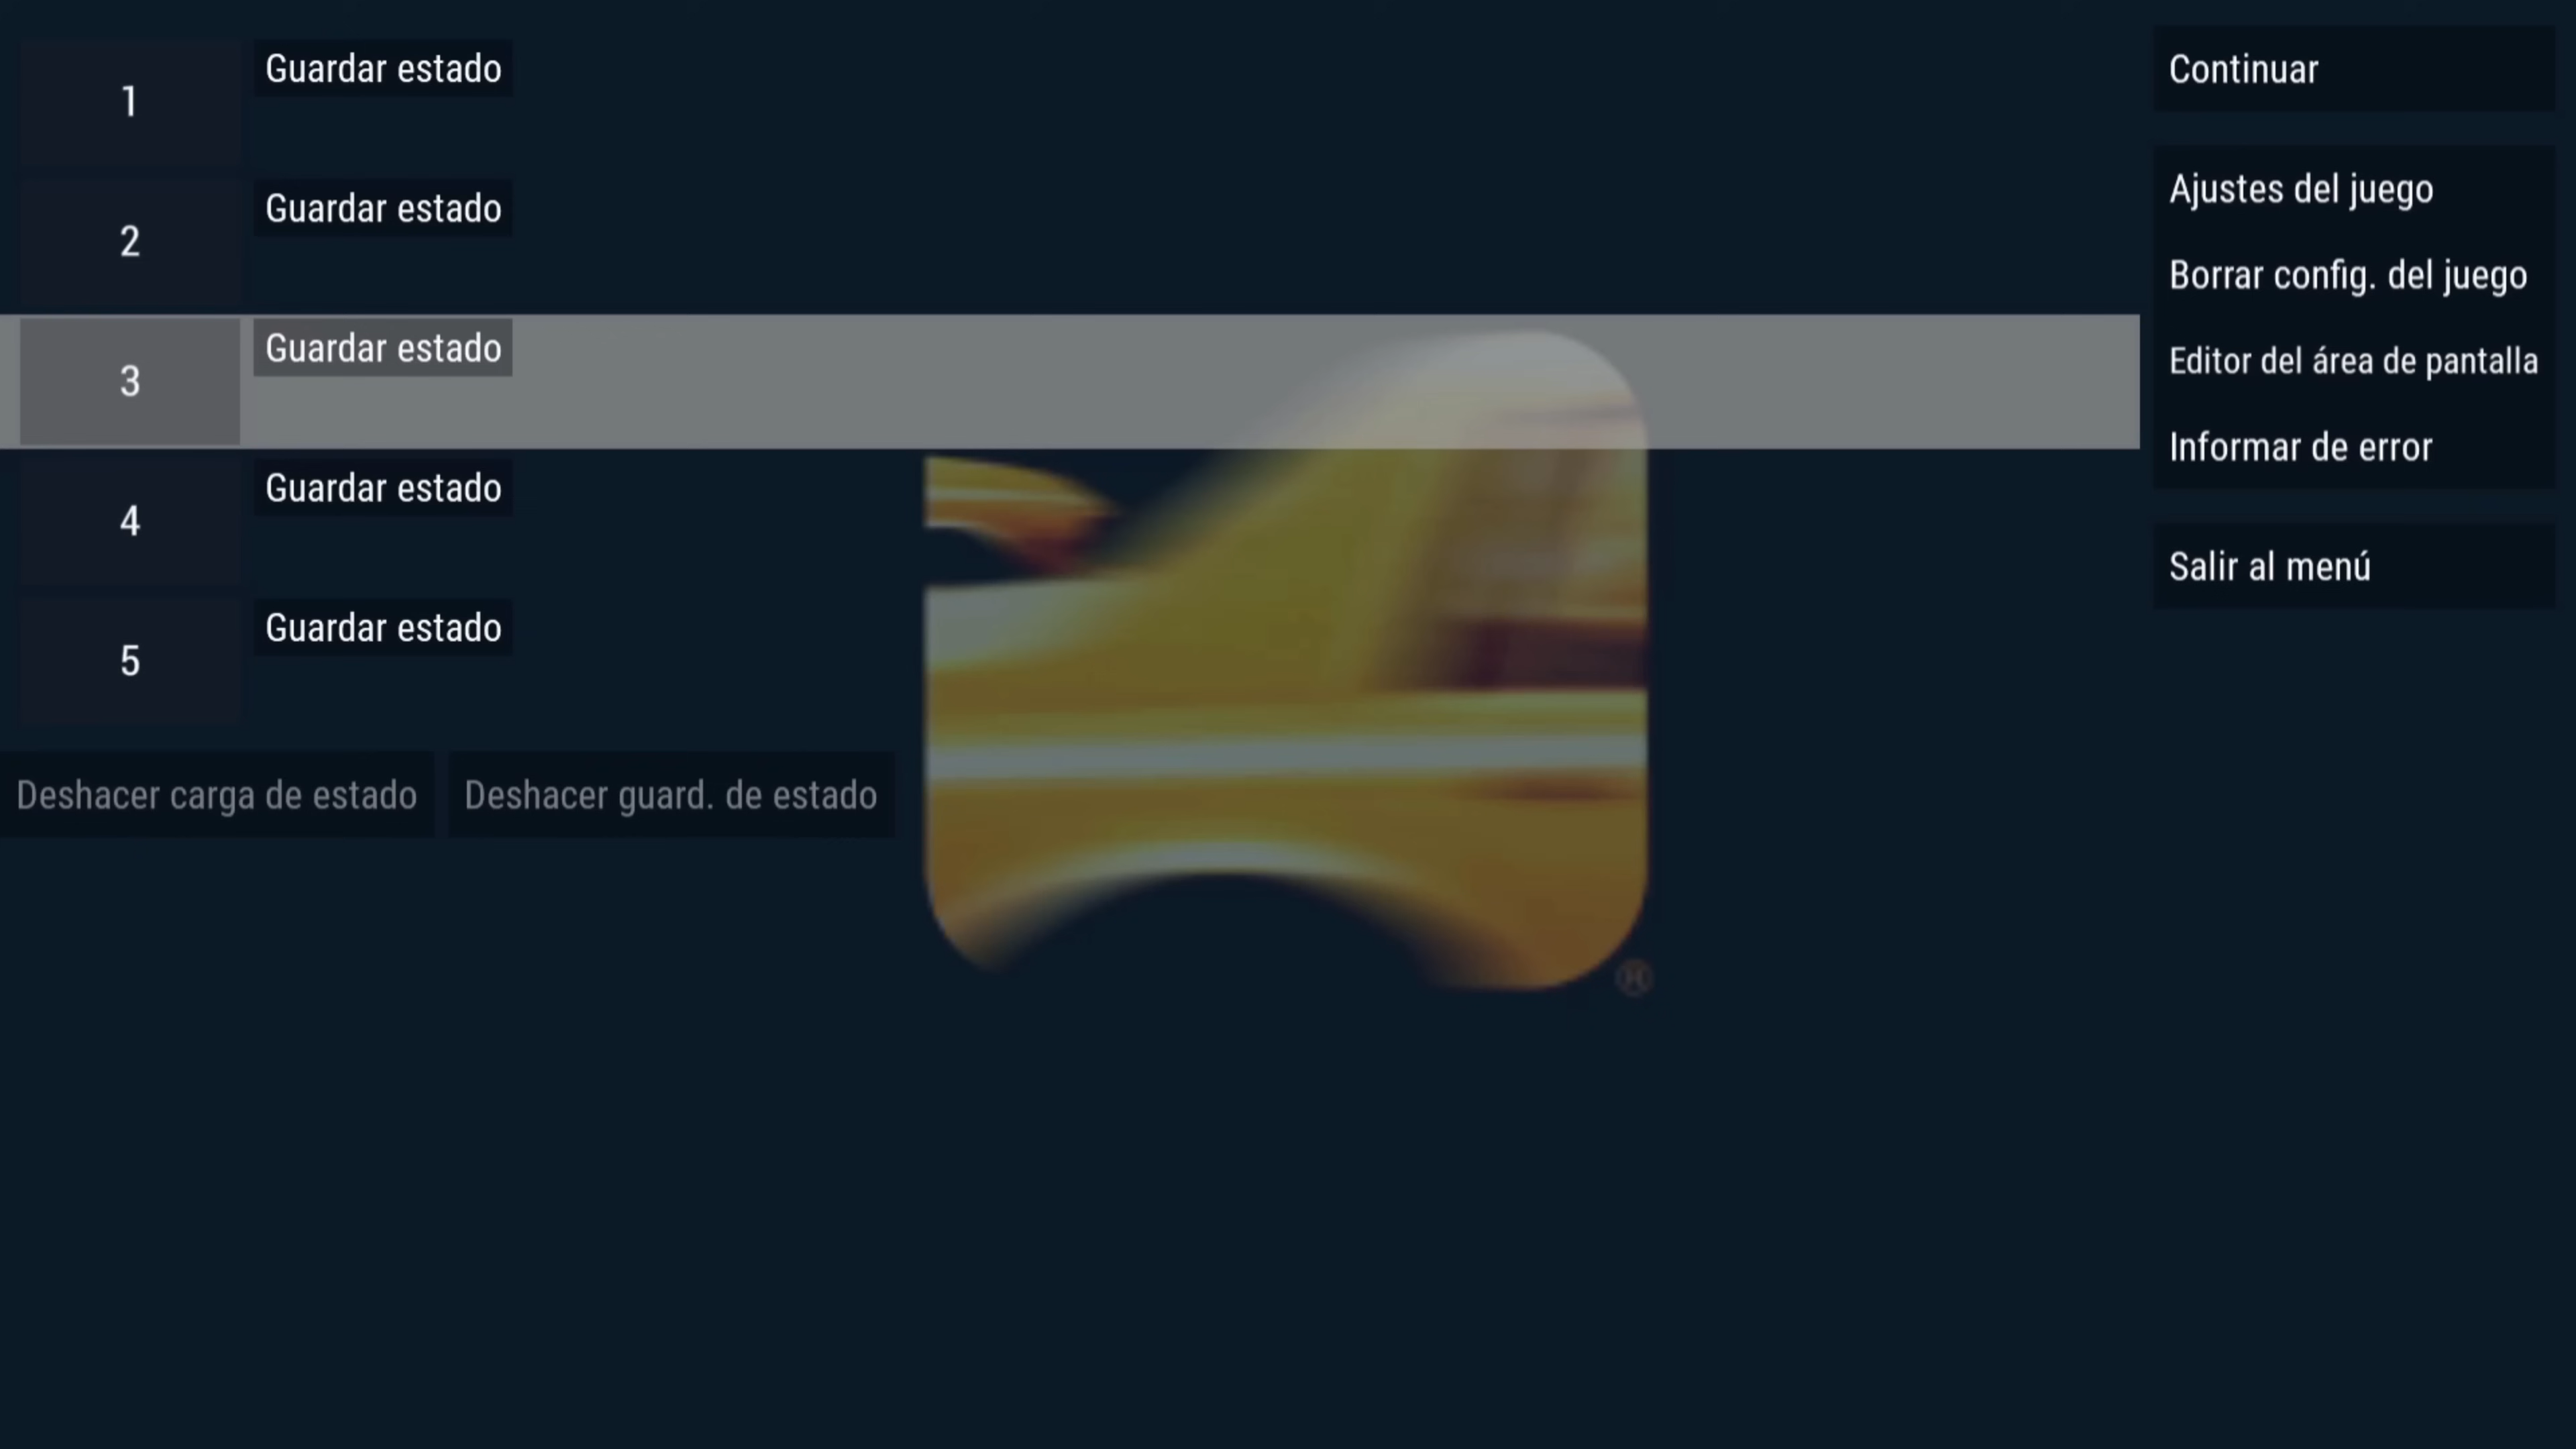 1
Guardar estado
2
Guardar estado
3
Guardar estado
4
Guardar estado
5
Guardar estado
Deshacer carga de estado
Deshacer guard. de estado
Continuar
Ajustes del juego
Borrar config. del juego
Editor del área de pantalla
Informar de error
Salir al menú
®